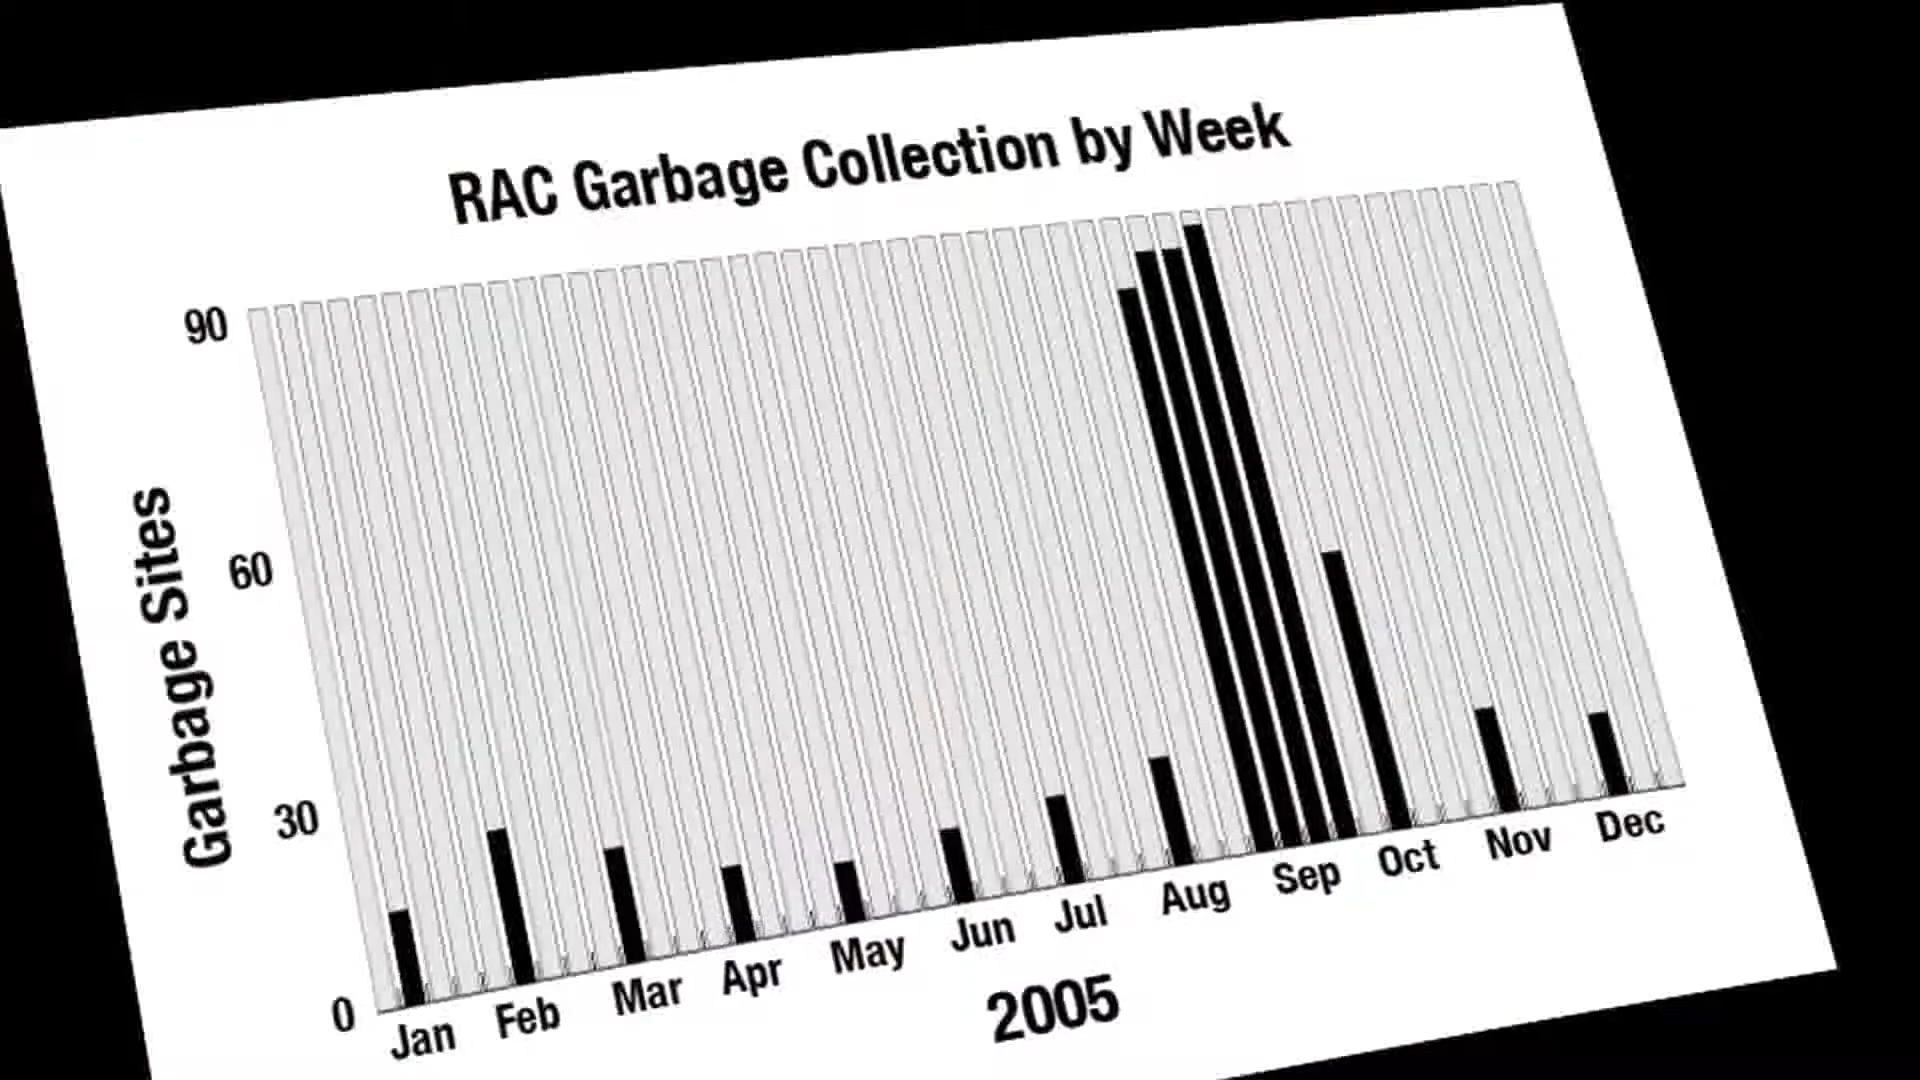 RAC Garbage Collection by Week
90
60
30
0
Garbage Sites
Jan Feb Mar Apr May Jun Jul Aug Sep Oct Nov Dec
2005